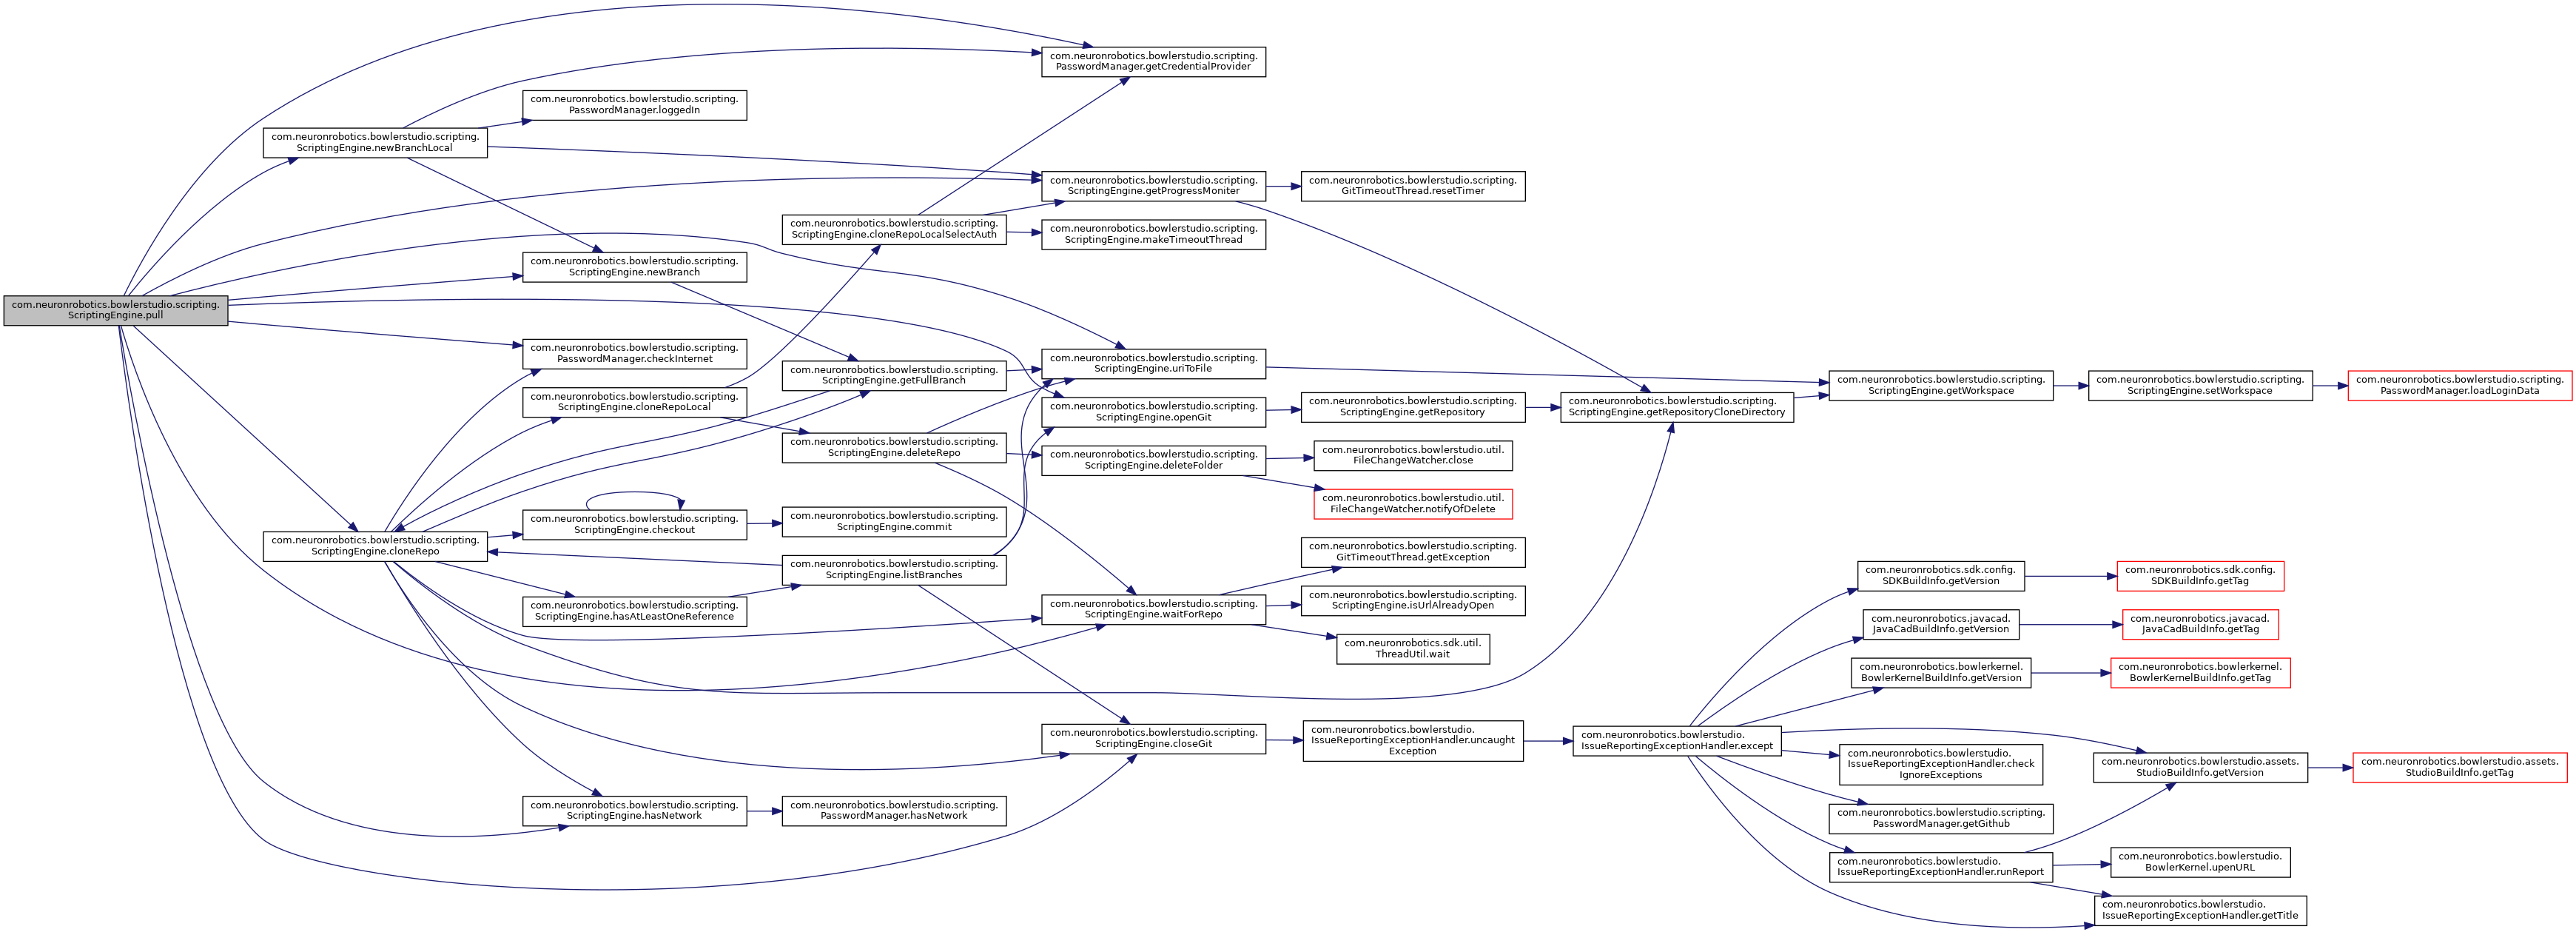 com.neuronrobotics.bowlerstudio.scripting.
ScriptingEngine.pull
com.neuronrobotics.bowlerstudio.scripting.
ScriptingEngine.newBranchLocal
com.neuronrobotics.bowlerstudio.scripting.
ScriptingEngine.cloneRepo
com.neuronrobotics.bowlerstudio.scripting.
PasswordManager.loggedIn
com.neuronrobotics.bowlerstudio.scripting.
ScriptingEngine.newBranch
com.neuronrobotics.bowlerstudio.scripting.
PasswordManager.checkInternet
com.neuronrobotics.bowlerstudio.scripting.
ScriptingEngine.cloneRepoLocal
com.neuronrobotics.bowlerstudio.scripting.
ScriptingEngine.checkout
com.neuronrobotics.bowlerstudio.scripting.
ScriptingEngine.hasAtLeastOneReference
com.neuronrobotics.bowlerstudio.scripting.
ScriptingEngine.hasNetwork
com.neuronrobotics.bowlerstudio.scripting.
ScriptingEngine.cloneRepoLocalSelectAuth
com.neuronrobotics.bowlerstudio.scripting.
ScriptingEngine.getFullBranch
com.neuronrobotics.bowlerstudio.scripting.
ScriptingEngine.deleteRepo
com.neuronrobotics.bowlerstudio.scripting.
ScriptingEngine.commit
com.neuronrobotics.bowlerstudio.scripting.
ScriptingEngine.listBranches
com.neuronrobotics.bowlerstudio.scripting.
PasswordManager.hasNetwork
com.neuronrobotics.bowlerstudio.scripting.
PasswordManager.getCredentialProvider
com.neuronrobotics.bowlerstudio.scripting.
ScriptingEngine.getProgressMoniter
com.neuronrobotics.bowlerstudio.scripting.
ScriptingEngine.makeTimeoutThread
com.neuronrobotics.bowlerstudio.scripting.
ScriptingEngine.uriToFile
com.neuronrobotics.bowlerstudio.scripting.
ScriptingEngine.openGit
com.neuronrobotics.bowlerstudio.scripting.
ScriptingEngine.deleteFolder
com.neuronrobotics.bowlerstudio.scripting.
ScriptingEngine.waitForRepo
com.neuronrobotics.bowlerstudio.scripting.
ScriptingEngine.closeGit
com.neuronrobotics.bowlerstudio.scripting.
GitTimeoutThread.resetTimer
com.neuronrobotics.bowlerstudio.scripting.
ScriptingEngine.getRepository
com.neuronrobotics.bowlerstudio.util.
FileChangeWatcher.close
com.neuronrobotics.bowlerstudio.util.
FileChangeWatcher.notifyOfDelete
com.neuronrobotics.bowlerstudio.scripting.
GitTimeoutThread.getException
com.neuronrobotics.bowlerstudio.scripting.
ScriptingEngine.isUrlAlreadyOpen
com.neuronrobotics.sdk.util.
ThreadUtil.wait
com.neuronrobotics.bowlerstudio.
IssueReportingExceptionHandler.uncaught
Exception
com.neuronrobotics.bowlerstudio.scripting.
ScriptingEngine.getRepositoryCloneDirectory
com.neuronrobotics.bowlerstudio.
IssueReportingExceptionHandler.except
com.neuronrobotics.bowlerstudio.scripting.
ScriptingEngine.getWorkspace
com.neuronrobotics.sdk.config.
SDKBuildInfo.getVersion
com.neuronrobotics.javacad.
JavaCadBuildInfo.getVersion
com.neuronrobotics.bowlerkernel.
BowlerKernelBuildInfo.getVersion
com.neuronrobotics.bowlerstudio.
IssueReportingExceptionHandler.check
IgnoreExceptions
com.neuronrobotics.bowlerstudio.scripting.
PasswordManager.getGithub
com.neuronrobotics.bowlerstudio.
IssueReportingExceptionHandler.runReport
com.neuronrobotics.bowlerstudio.scripting.
ScriptingEngine.setWorkspace
com.neuronrobotics.sdk.config.
SDKBuildInfo.getTag
com.neuronrobotics.javacad.
JavaCadBuildInfo.getTag
com.neuronrobotics.bowlerkernel.
BowlerKernelBuildInfo.getTag
com.neuronrobotics.bowlerstudio.assets.
StudioBuildInfo.getVersion
com.neuronrobotics.bowlerstudio.
BowlerKernel.upenURL
com.neuronrobotics.bowlerstudio.
IssueReportingExceptionHandler.getTitle
com.neuronrobotics.bowlerstudio.scripting.
PasswordManager.loadLoginData
com.neuronrobotics.bowlerstudio.assets.
StudioBuildInfo.getTag